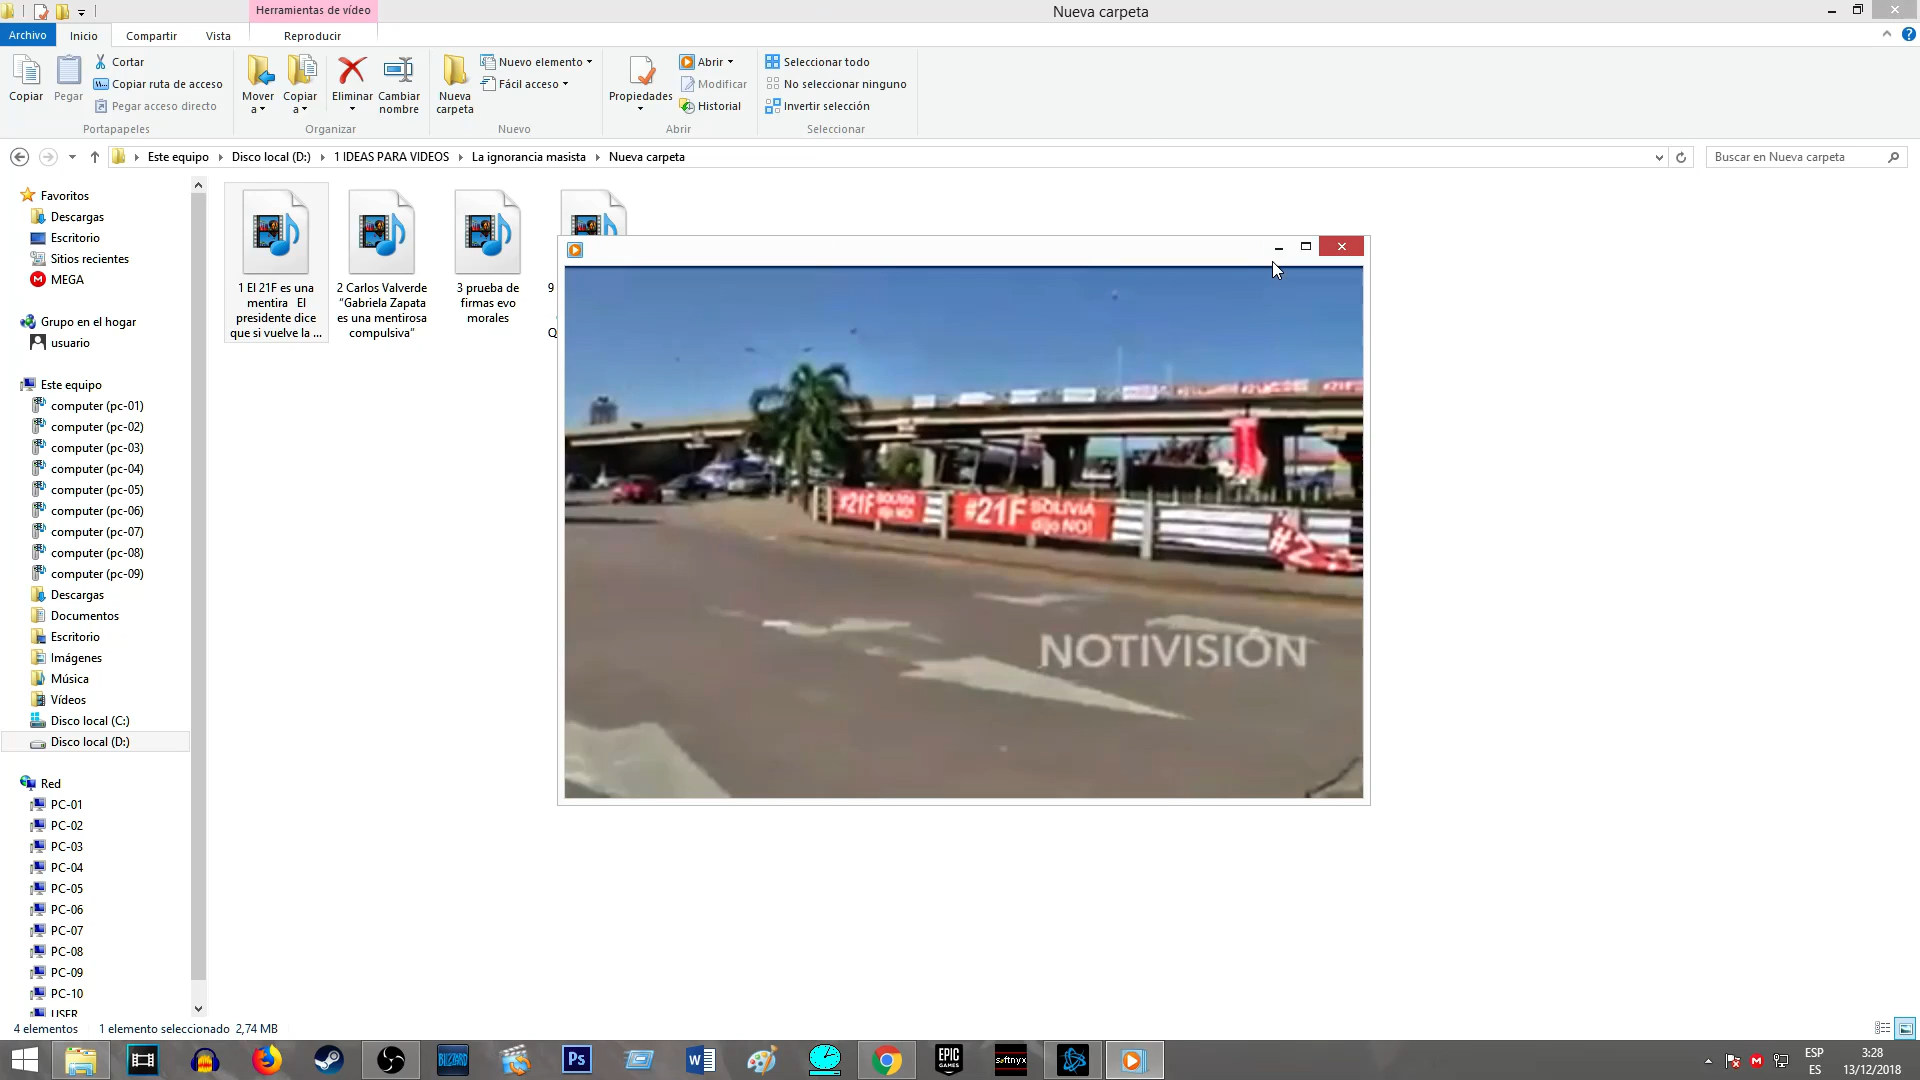 Herramientas de vídeo
Nueva carpeta
Archivo
Inicio
Compartir
Vista
Reproducir
Copiar
Pegar
Cortar
Copiar ruta de acceso
Pegar acceso directo
Portapapeles
Mover
a
Copiar
a
Eliminar
Cambiar
nombre
Organizar
Nueva
carpeta
Nuevo elemento
Fácil acceso
Nuevo
Propiedades
Abrir
Modificar
Historial
Abrir
Seleccionar todo
No seleccionar ninguno
Invertir selección
Seleccionar
Este equipo
Disco local (D:)
1 IDEAS PARA VIDEOS
La ignorancia masista
Nueva carpeta
Buscar en Nueva carpeta
Favoritos
Descargas
Escritorio
Sitios recientes
MEGA
Grupo en el hogar
usuario
Este equipo
computer (pc-01)
computer (pc-02)
computer (pc-03)
computer (pc-04)
computer (pc-05)
computer (pc-06)
computer (pc-07)
computer (pc-08)
computer (pc-09)
Descargas
Documentos
Escritorio
Imágenes
Música
Vídeos
Disco local (C:)
Disco local (D:)
Red
PC-01
PC-02
PC-03
PC-04
PC-05
PC-06
PC-07
PC-08
PC-09
PC-10
USER
1 El 21F es una
mentira El
presidente dice
que si vuelve la ...
2 Carlos Valverde
“Gabriela Zapata
es una mentirosa
compulsiva”
3 prueba de
firmas evo
morales
9
Q
#21F BOLIVIA
dijo NO!
#21F BOLIVIA
dijo NO!
#2
NOTIVISIÓN
4 elementos
1 elemento seleccionado 2,74 MB
BLIZZARD
Ps
W
EPIC
GAMES
softnyx
ESP
ES
3:28
13/12/2018